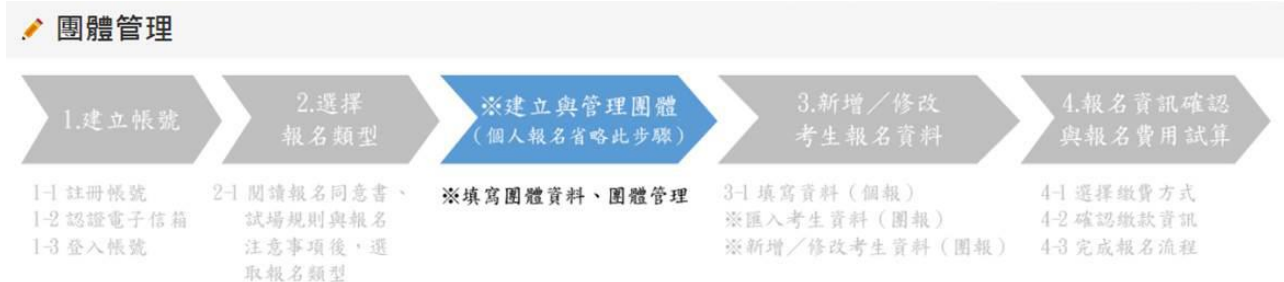 團體管理
1.建立帳號
2.選擇
報名類型
※建立與管理團體
(個人報名省略此步驟)
3.新增／修改
考生報名資料
4.報名資訊確認
與報名費用試算
1-1 註冊帳號
1-2 認證電子信箱
1-3 登入帳號
2-1 閱讀報名同意書、
試場規則與報名
注意事項後，選
取報名類型
※填寫團體資料、團體管理
3-1 填寫資料（個報）
※匯入考生資料（團報）
※新增／修改考生資料（團報）
4-1 選擇繳費方式
4-2 確認繳款資訊
4-3 完成報名流程